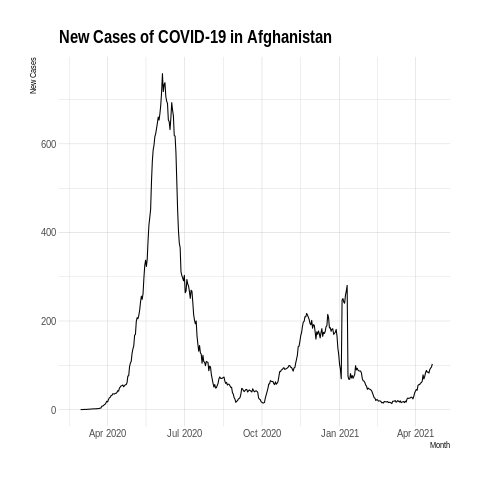 New Cases of COVID-19 in Afghanistan
New Cases
600
400
200
0
Apr 2020 Jul 2020 Oct 2020 Jan 2021 Apr 2021
Month